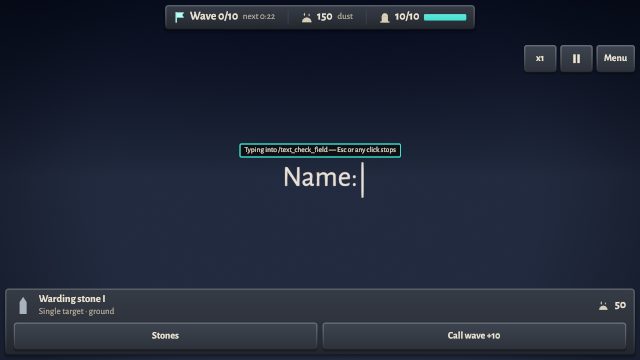 Wave 0/10 next 0:22 150 dust 10/10
x1 Menu
Typing into /text_check_field — Esc or any click stops
Name:
Warding stone I 50
Single target · ground
Stones Call wave +10